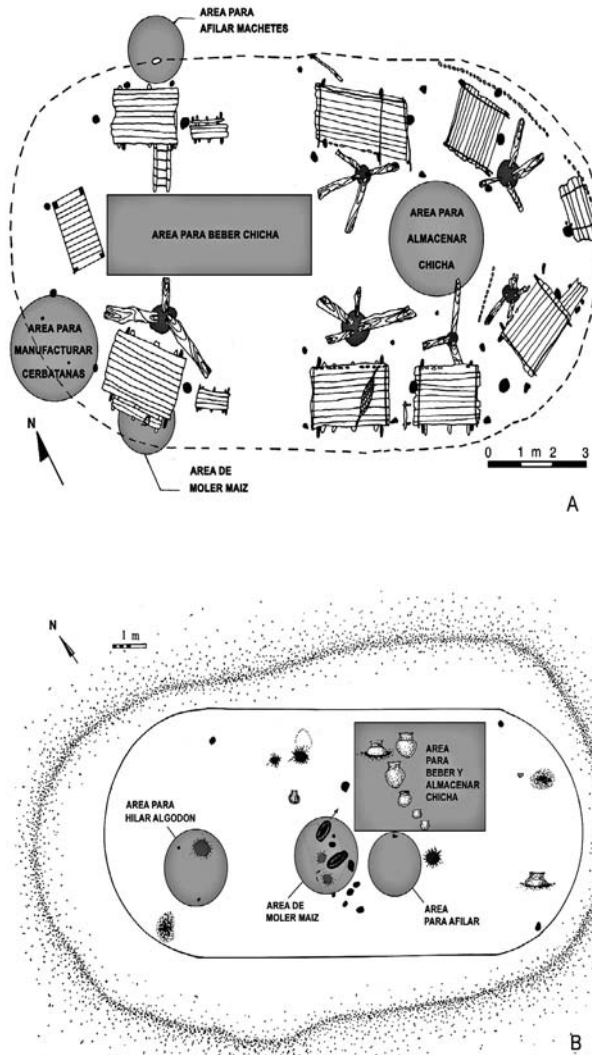 AREA PARA
AFILAR MACHETES
AREA PARA BEBER CHICHA
AREA PARA
ALMACENAR
CHICHA
AREA PARA
MANUFACTURAR
CERBATANAS
N
AREA DE
MOLER MAIZ
0 1 m 2 3
A
N
1 m
AREA
PARA
BEBER Y
ALMACENAR
CHICHA
AREA PARA
HILAR ALGODON
AREA DE
MOLER MAIZ
AREA
PARA AFILAR
B